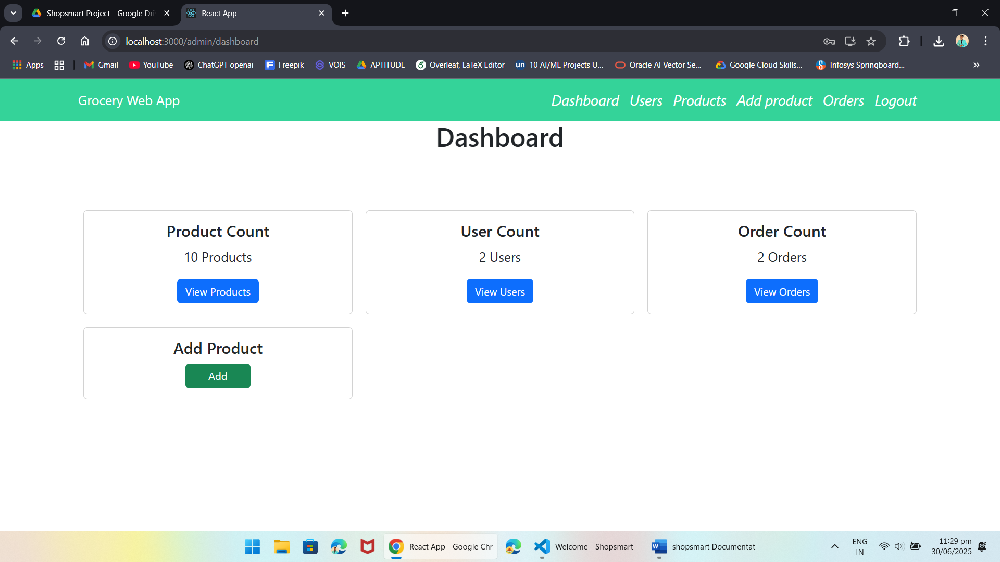 Shopsmart Project - Google Dri
React App
localhost:3000/admin/dashboard
Apps Gmail YouTube ChatGPT openai Freepik VOIS APTITUDE Overleaf, LaTeX Editor un 10 AI/ML Projects U... Oracle AI Vector Se... Google Cloud Skills... Infosys Springboard...
Grocery Web App
Dashboard Users Products Add product Orders Logout
Dashboard
Product Count
10 Products
View Products
User Count
2 Users
View Users
Order Count
2 Orders
View Orders
Add Product
Add
React App - Google Chr
Welcome - Shopsmart -
shopsmart Documentat
ENG
IN
11:29 pm
30/06/2025